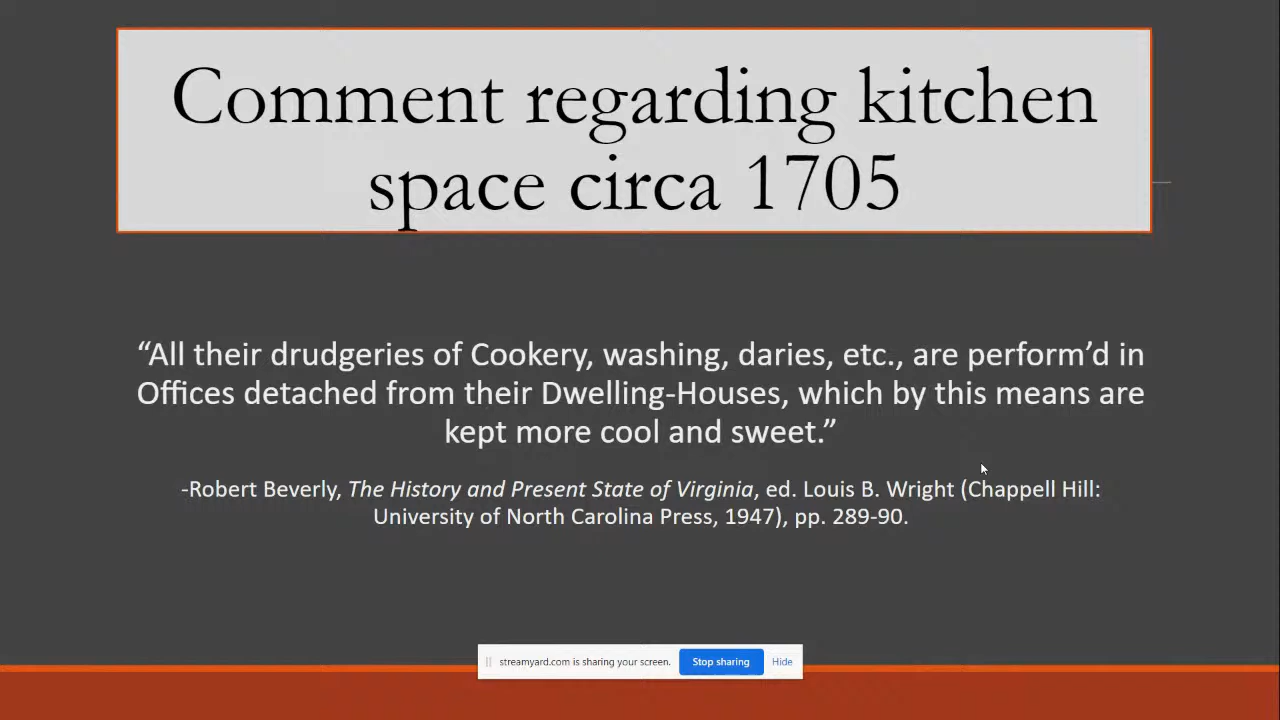 Comment regarding kitchen
space circa 1705
“All their drudgeries of Cookery, washing, daries, etc., are perform’d in
Offices detached from their Dwelling-Houses, which by this means are
kept more cool and sweet.”
-Robert Beverly, The History and Present State of Virginia, ed. Louis B. Wright (Chappell Hill:
University of North Carolina Press, 1947), pp. 289-90.
streamyard.com is sharing your screen. Stop sharing Hide